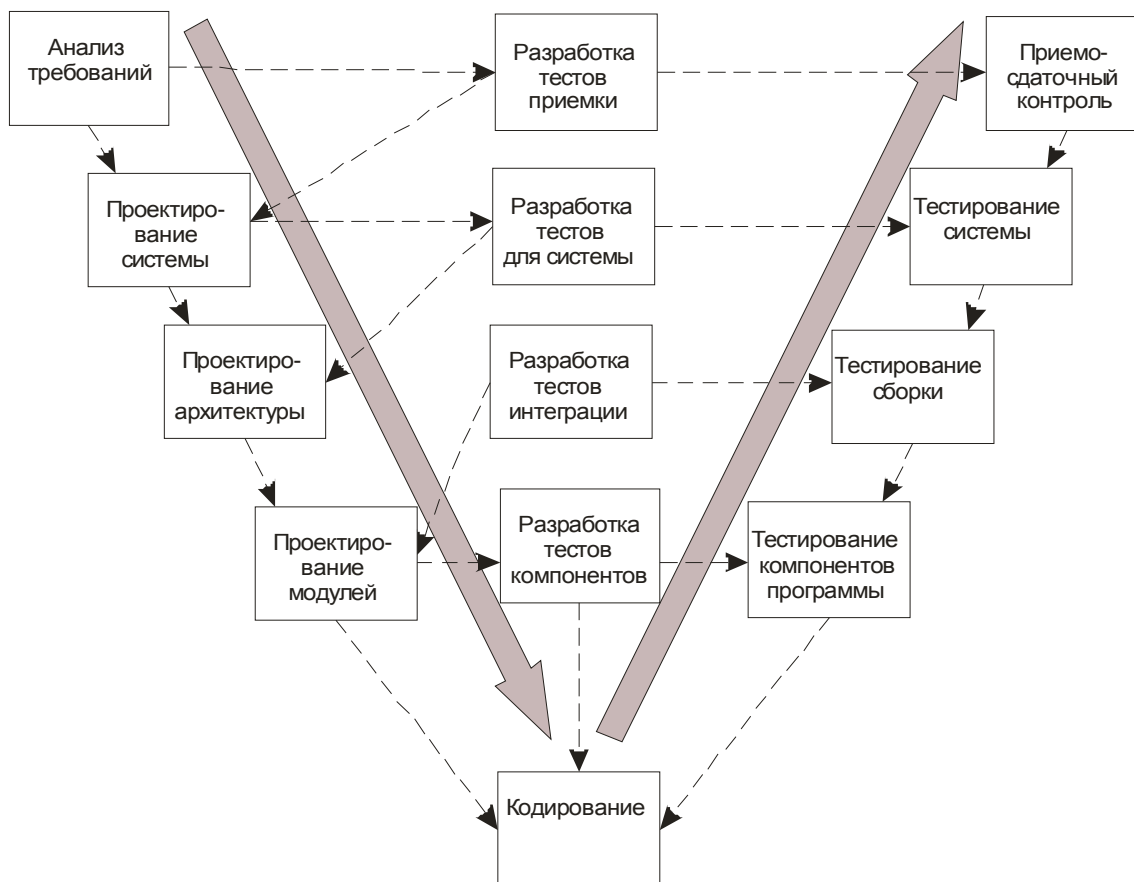 Анализ
требований
Разработка
тестов
приемки
Приемо-
сдаточный
контроль
Проектиро-
вание
системы
Разработка
тестов
для системы
Тестирование
системы
Проектиро-
вание
архитектуры
Разработка
тестов
интеграции
Тестирование
сборки
Проектиро-
вание
модулей
Разработка
тестов
компонентов
Тестирование
компонентов
программы
Кодирование